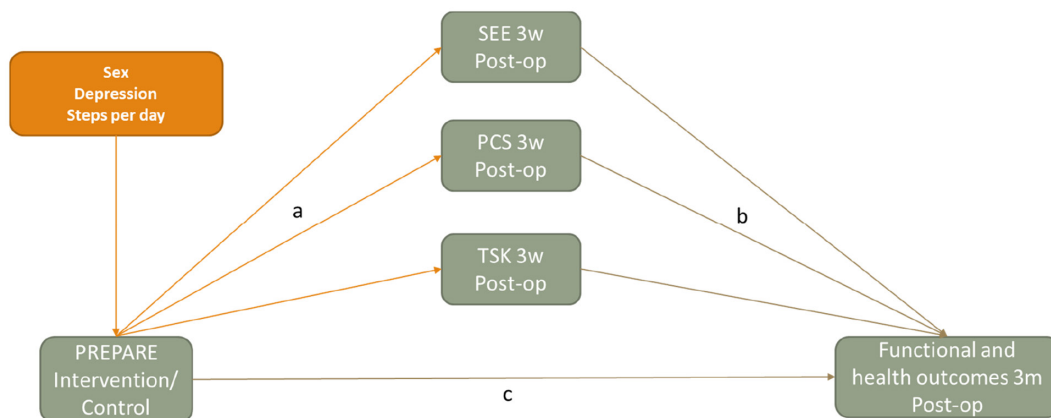 SEE 3w
Post-op
Sex
Depression
Steps per day
PCS 3w
Post-op
a
b
TSK 3w
Post-op
PREPARE
Intervention/
Control
c
Functional and
health outcomes 3m
Post-op